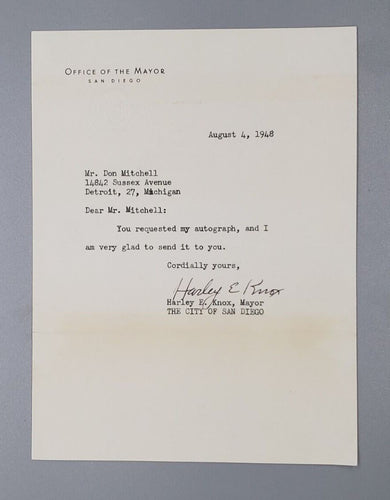 OFFICE OF THE MAYOR
SAN DIEGO
August 4, 1948
Mr. Don Mitchell
14842 Sussex Avenue
Detroit, 27, Michigan
Dear Mr. Mitchell:
You requested my autograph, and I
am very glad to send it to you.
Cordially yours,
Harley E Knox
Harley E. Knox, Mayor
THE CITY OF SAN DIEGO